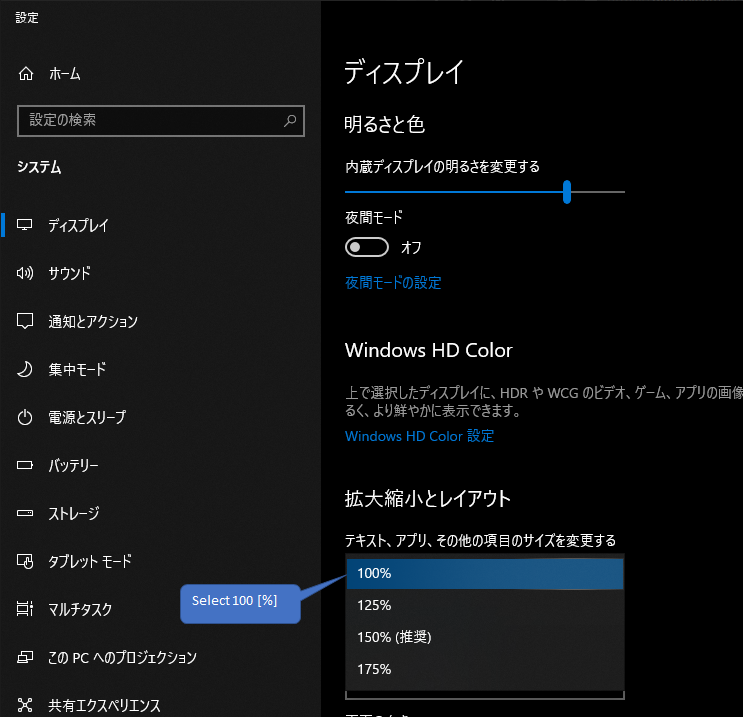 設定
ホーム
設定の検索
システム
ディスプレイ
サウンド
通知とアクション
集中モード
電源とスリープ
バッテリー
ストレージ
タブレット モード
マルチタスク
この PC へのプロジェクション
共有エクスペリエンス
ディスプレイ
明るさと色
内蔵ディスプレイの明るさを変更する
夜間モード
オフ
夜間モードの設定
Windows HD Color
上で選択したディスプレイに、HDR や WCG のビデオ、ゲーム、アプリの画像
るく、より鮮やかに表示できます。
Windows HD Color 設定
拡大縮小とレイアウト
テキスト、アプリ、その他の項目のサイズを変更する
100%
125%
150% (推奨)
175%
Select 100 [%]